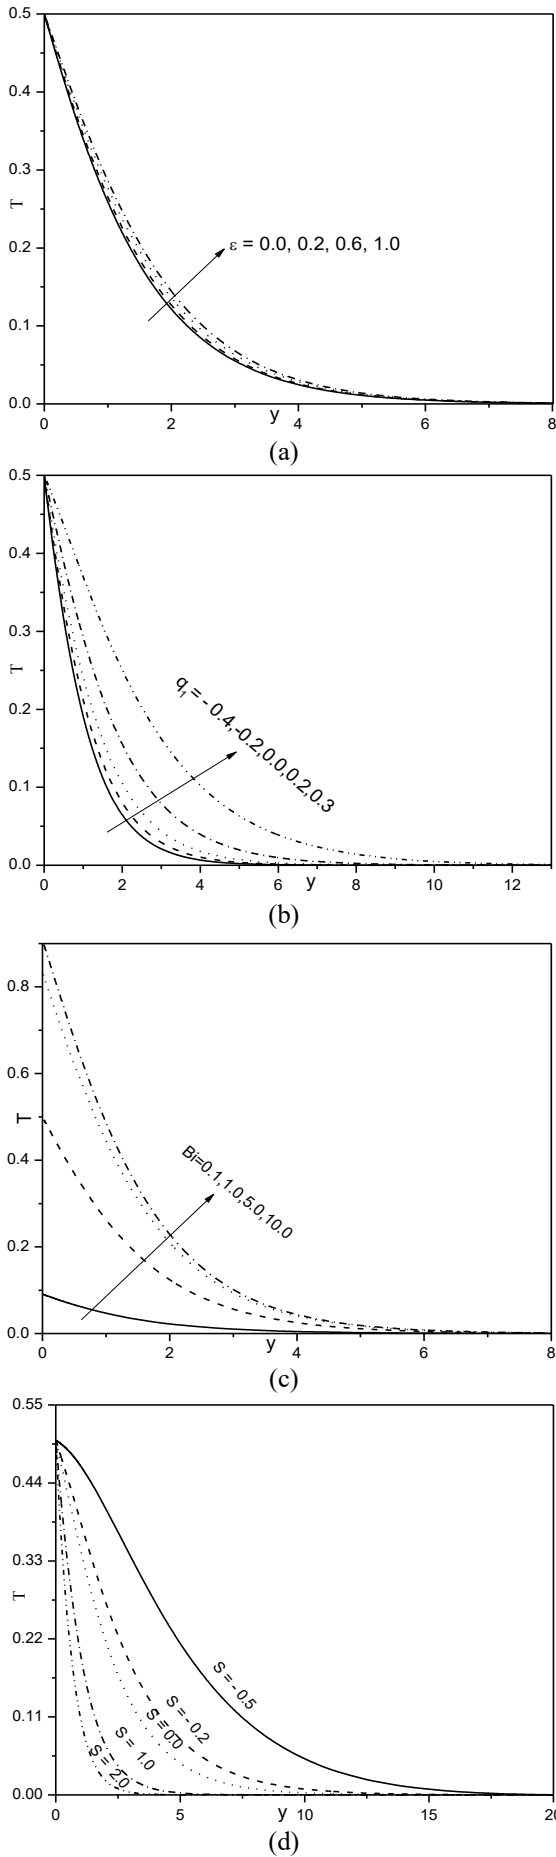 0.5
0.4
0.3
T
0.2
ε = 0.0, 0.2, 0.6, 1.0
0.1
0.0
2 4 6 8
y
(a)
0.5
0.4
0.3
T
q1 = - 0.4,-0.2,0.0,0.2,0.3
0.2
0.1
0.0
0 2 4 6 8 10 12
y
(b)
0.8
0.6
T
0.4
Bi=0.1,1.0,5.0,10.0
0.2
0.0
0 2 4 6 8
y
(c)
0.55
0.44
0.33
T
0.22
S = - 0.5
S = - 0.2
S = 0.0
0.11
S = 1.0
S = 2.0
0.00
0 5 10 15 20
y
(d)